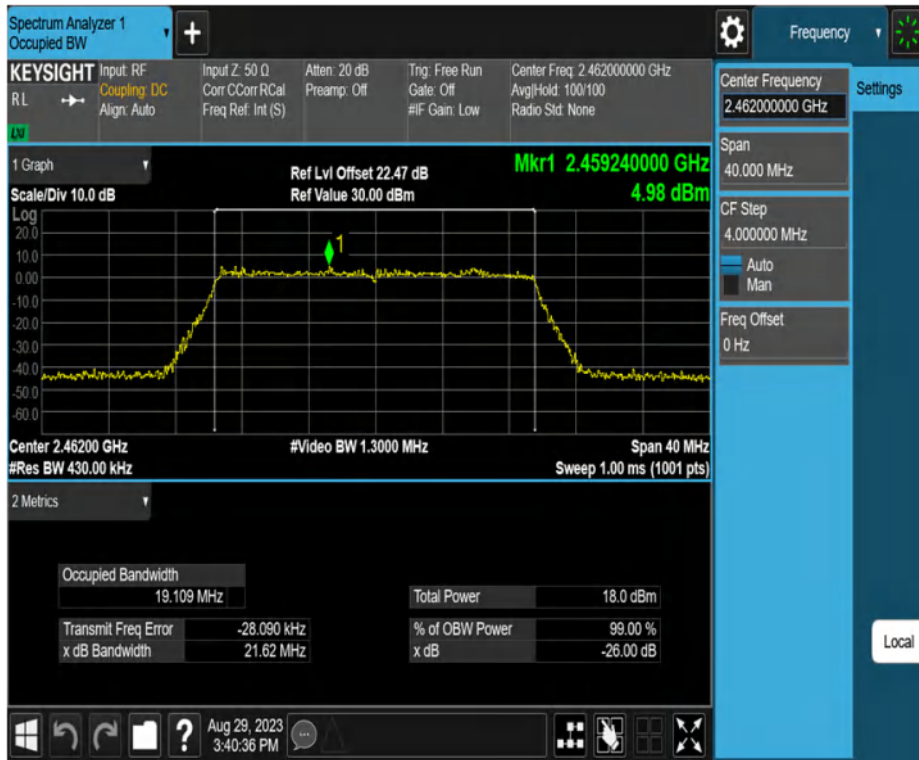 Spectrum Analyzer 1
Occupied BW
+
Frequency
KEYSIGHT
Input: RF
Input Z: 50 Ω
Atten: 20 dB
Trig: Free Run
Center Freq: 2.462000000 GHz
RL
Coupling: DC
Corr CCorr RCal
Preamp: Off
Gate: Off
Avg|Hold: 100/100
Align: Auto
Freq Ref: Int (S)
#IF Gain: Low
Radio Std: None
LXI
Center Frequency
2.462000000 GHz
Settings
Span
40.000 MHz
CF Step
4.000000 MHz
Auto
Man
Freq Offset
0 Hz
Local
1 Graph
Ref Lvl Offset 22.47 dB
Mkr1 2.459240000 GHz
Scale/Div 10.0 dB
Ref Value 30.00 dBm
4.98 dBm
Log
20.0
10.0
0.00
-10.0
-20.0
-30.0
-40.0
-50.0
-60.0
1
Center 2.46200 GHz
#Video BW 1.3000 MHz
Span 40 MHz
#Res BW 430.00 kHz
Sweep 1.00 ms (1001 pts)
2 Metrics
Occupied Bandwidth
19.109 MHz
Total Power 18.0 dBm
Transmit Freq Error -28.090 kHz
% of OBW Power 99.00 %
x dB Bandwidth 21.62 MHz
x dB -26.00 dB
?
Aug 29, 2023
3:40:36 PM